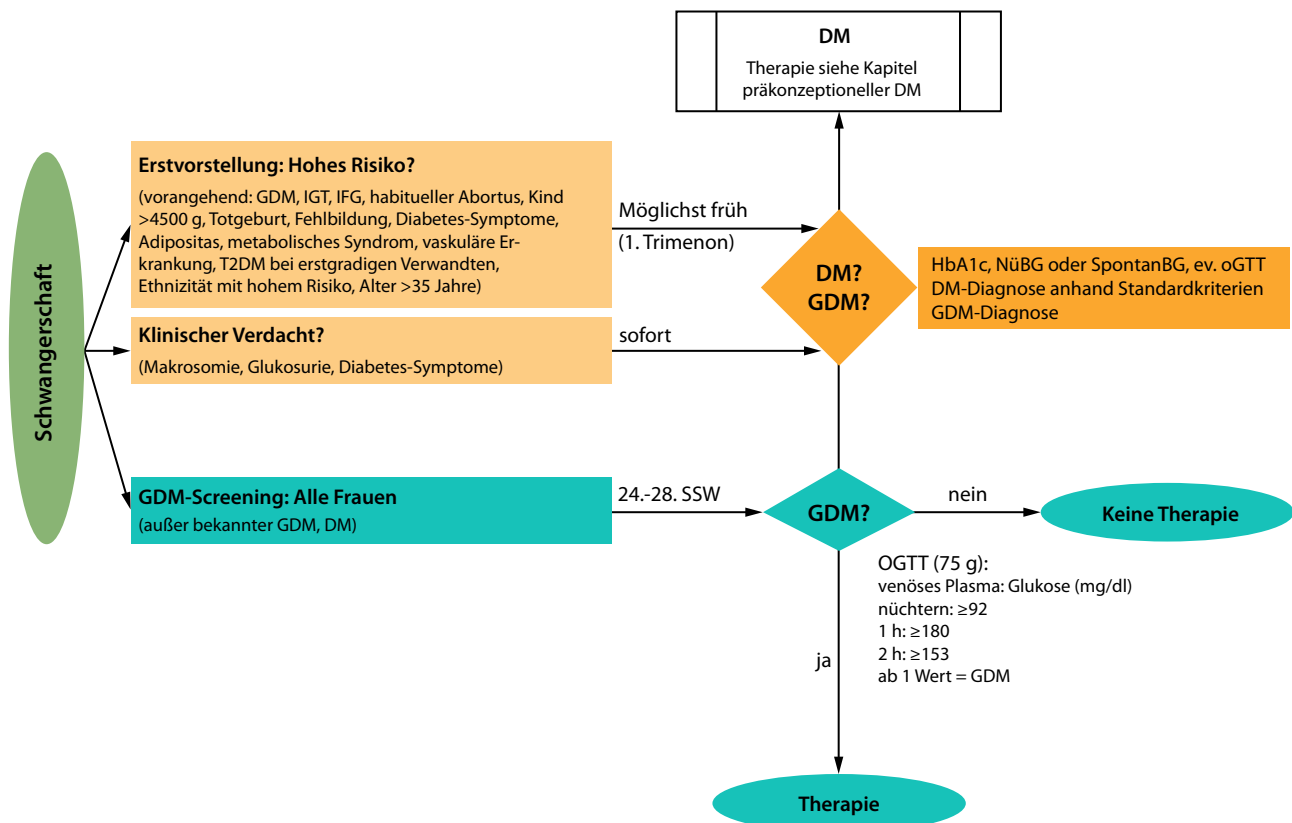 DM
Therapie siehe Kapitel
präkonzeptioneller DM
Schwangerschaft
Erstvorstellung: Hohes Risiko?
(vorangehend: GDM, IGT, IFG, habitueller Abortus, Kind
>4500 g, Totgeburt, Fehlbildung, Diabetes-Symptome,
Adipositas, metabolisches Syndrom, vaskuläre Er-
krankung, T2DM bei erstgradigen Verwandten,
Ethnizität mit hohem Risiko, Alter >35 Jahre)
Möglichst früh
(1. Trimenon)
DM?
GDM?
HbA1c, NüBG oder SpontanBG, ev. oGTT
DM-Diagnose anhand Standardkriterien
GDM-Diagnose
Klinischer Verdacht?
(Makrosomie, Glukosurie, Diabetes-Symptome)
sofort
GDM-Screening: Alle Frauen
(außer bekannter GDM, DM)
24.-28. SSW
GDM?
nein
Keine Therapie
OGTT (75 g):
venöses Plasma: Glukose (mg/dl)
nüchtern: ≥92
1 h: ≥180
2 h: ≥153
ab 1 Wert = GDM
ja
Therapie